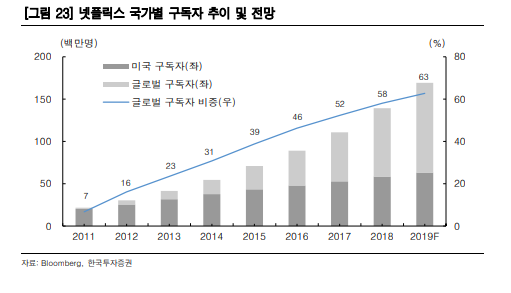 [그림 23] 넷플릭스 국가별 구독자 추이 및 전망
(백만명) (%)
200 80
미국 구독자(좌)
글로벌 구독자(좌)
글로벌 구독자 비중(우)
150 60
100 40
50 20
0 0
7 16 23 31 39 46 52 58 63
2011 2012 2013 2014 2015 2016 2017 2018 2019F
자료: Bloomberg, 한국투자증권